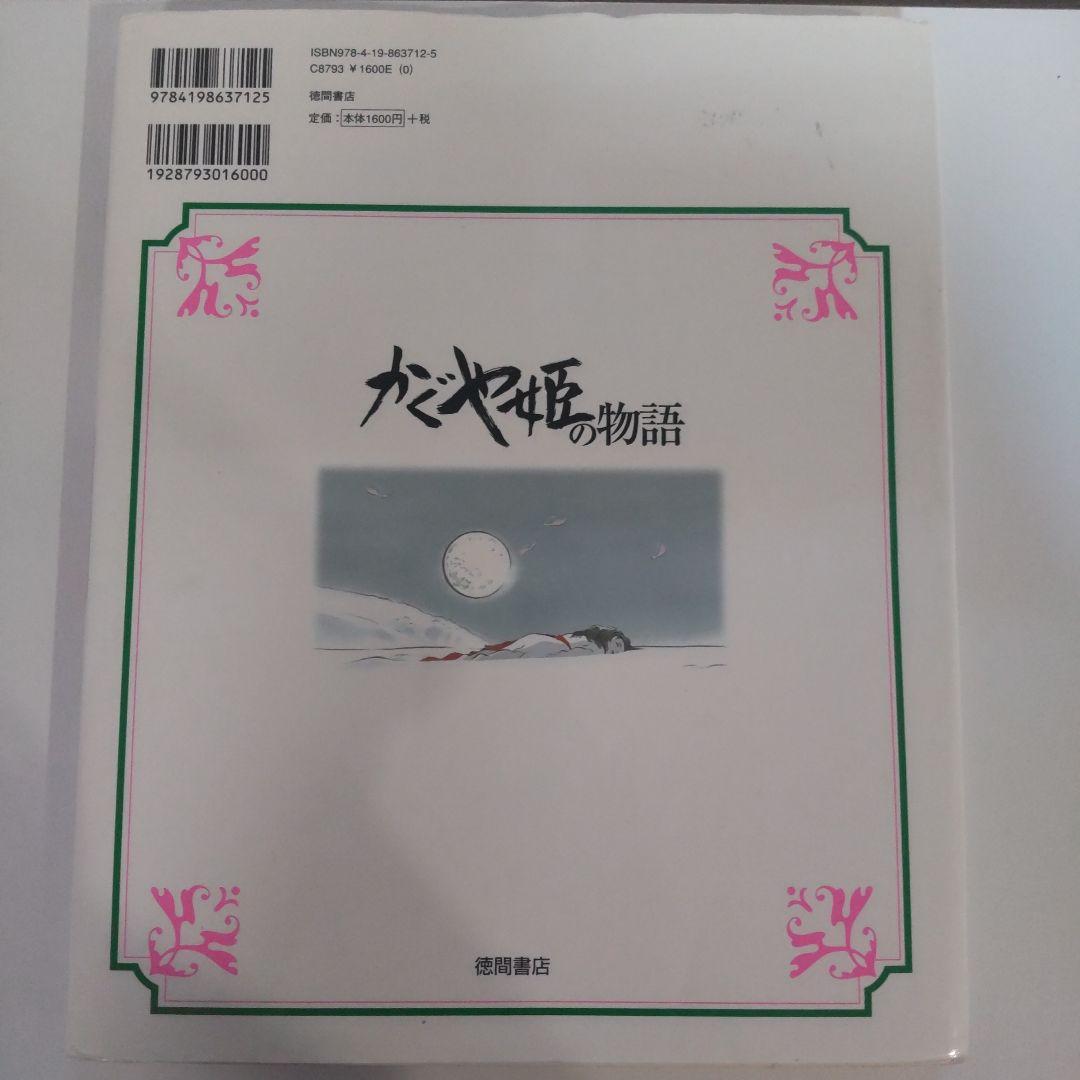 ISBN978-4-19-863712-5
C8793 ¥1600E (0)
9784198637125
徳間書店
定価：本体1600円＋税
1928793016000
かぐや姫の物語
徳間書店